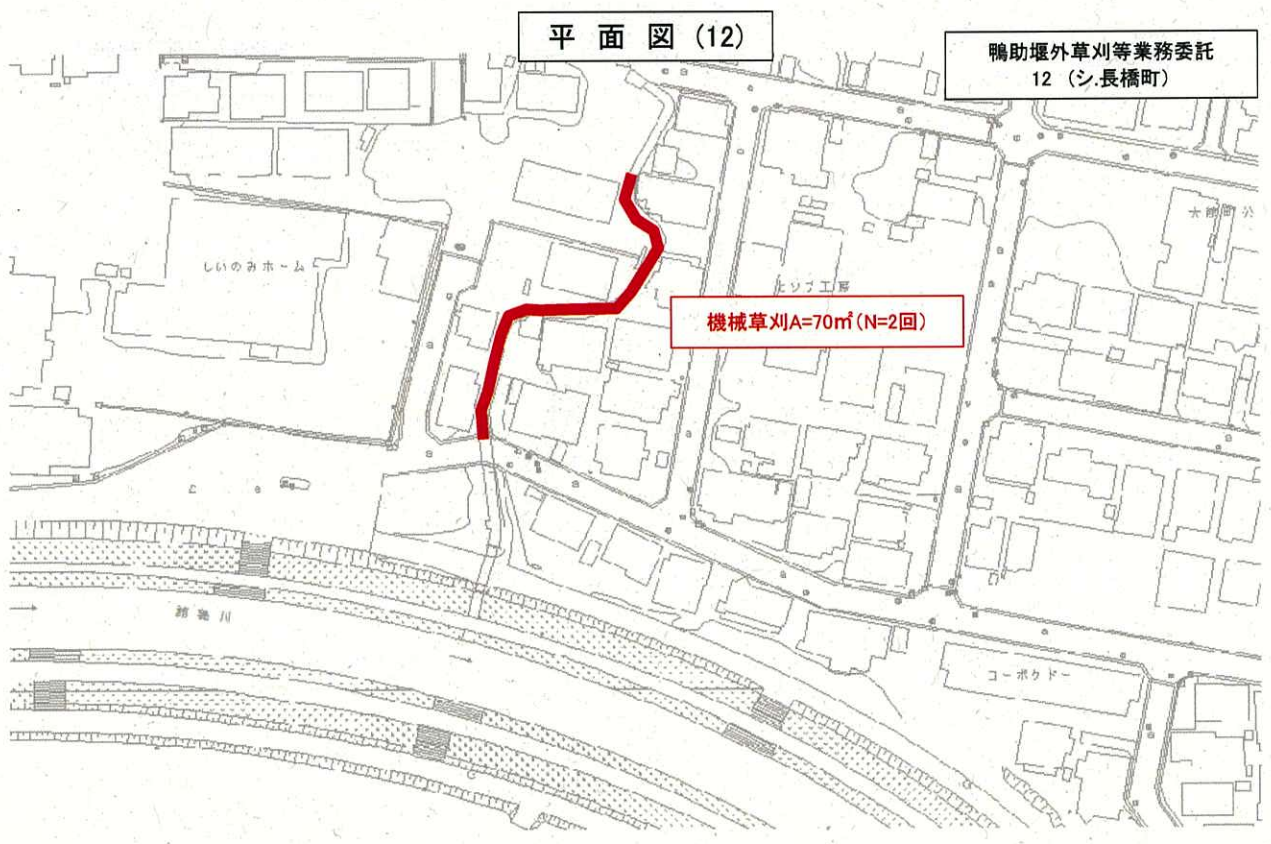 平面図(12)
鴨助堰外草刈等業務委託
12 (シ.長橋町)
しいのみホーム
機械草刈A=70㎡(N=2回)
コーポケドー